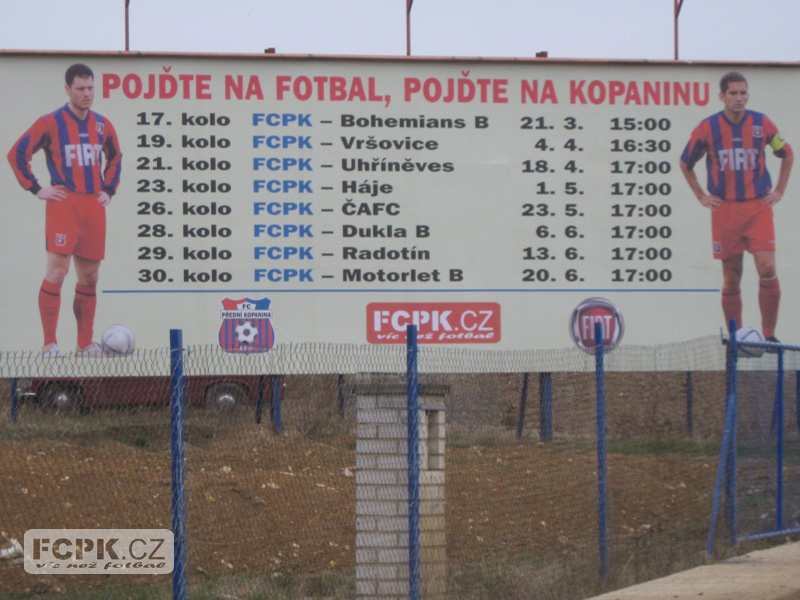 POJĎTE NA FOTBAL, POJĎTE NA KOPANINU
17. kolo FCPK – Bohemians B 21. 3. 15:00
19. kolo FCPK – Vršovice 4. 4. 16:30
21. kolo FCPK – Uhříněves 18. 4. 17:00
23. kolo FCPK – Háje 1. 5. 17:00
26. kolo FCPK – ČAFC 23. 5. 17:00
28. kolo FCPK – Dukla B 6. 6. 17:00
29. kolo FCPK – Radotín 13. 6. 17:00
30. kolo FCPK – Motorlet B 20. 6. 17:00
FIAT
FIAT
FC
PŘEDNÍ KOPANINA
FCPK.CZ
víc než fotbal
FIAT
FCPK.CZ
víc než fotbal